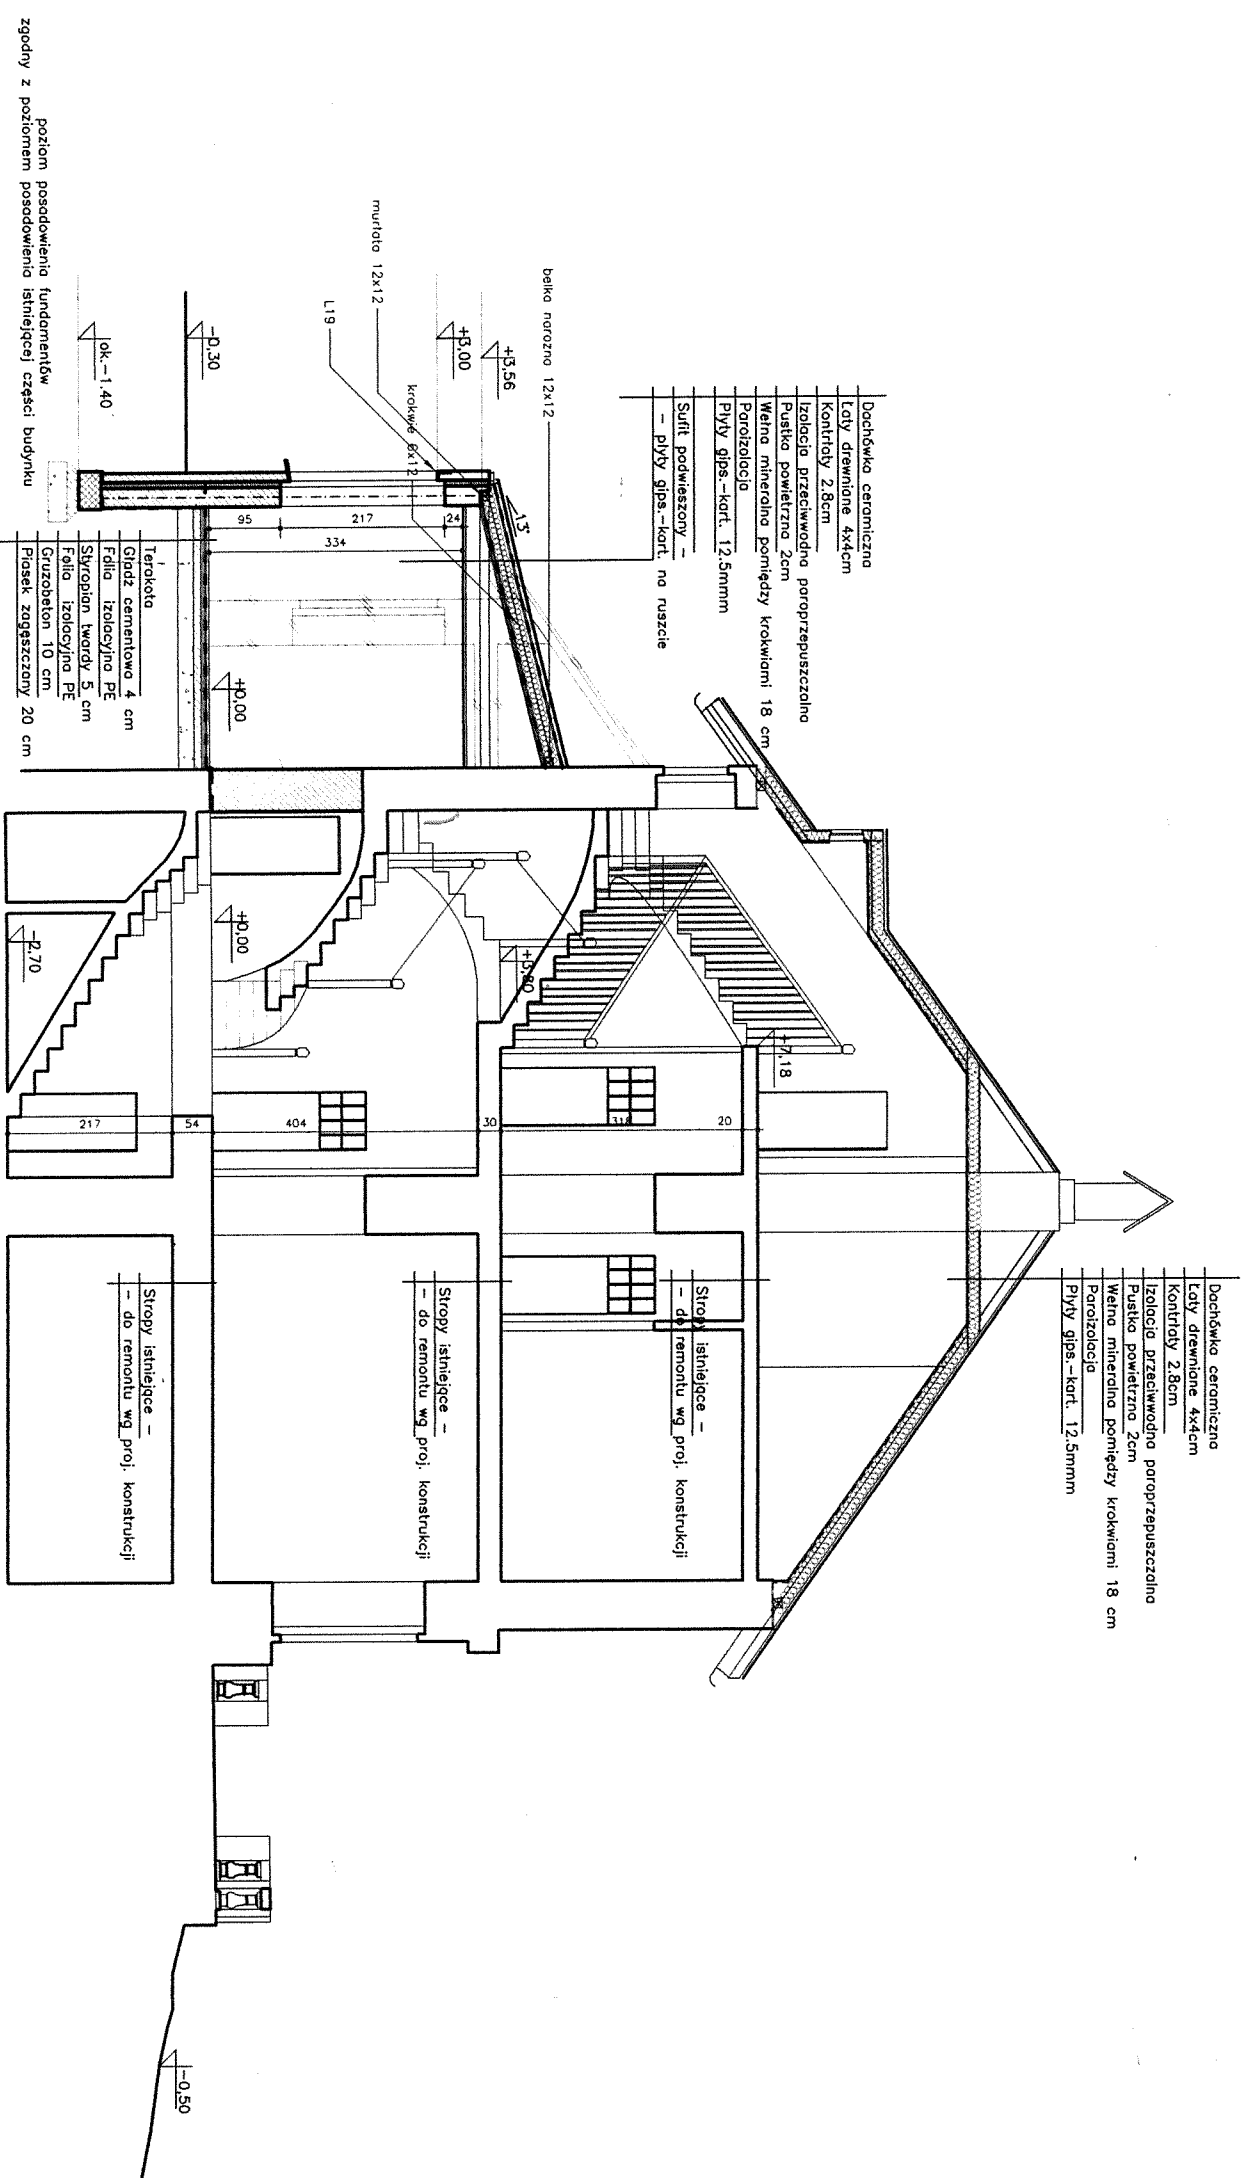 Dachówka ceramiczna
Łaty drewniane 4x4cm
Kontrłaty 2.8cm
Izolacja przeciwwodna paroprzepuszczalna
Pustka powietrzna 2cm
Wełna mineralna pomiędzy krokwiami 18 cm
Paroizolacja
Płyty gips.-kart. 12.5mmm
Dachówka ceramiczna
Łaty drewniane 4x4cm
Kontrłaty 2.8cm
Izolacja przeciwwodna paroprzepuszczalna
Pustka powietrzna 2cm
Wełna mineralna pomiędzy krokwiami 18 cm
Paroizolacja
Płyty gips.-kart. 12.5mmm
Sufit podwieszony -
- płyty gips.-kart. na ruszcie
belka narożna 12x12
+3,56
+3,00
murłata 12x12
krokwie 6x12
L19
13°
-0,30
ok.-1.40
poziom posadowienia fundamentów
zgodny z poziomem posadowienia istniejącej części budynku
95
217
24
334
+0,00
Terakota
Gładź cementowa 4 cm
Folia izolacyjna PE
Styropian twardy 5 cm
Folia izolacyjna PE
Gruzobeton 10 cm
Piasek zagęszczany 20 cm
+7,18
+0,00
-2,70
20
318
30
404
54
217
Stropy istniejące -
- do remontu wg proj. konstrukcji
Stropy istniejące -
- do remontu wg proj. konstrukcji
Stropy istniejące -
- do remontu wg proj. konstrukcji
-0,50